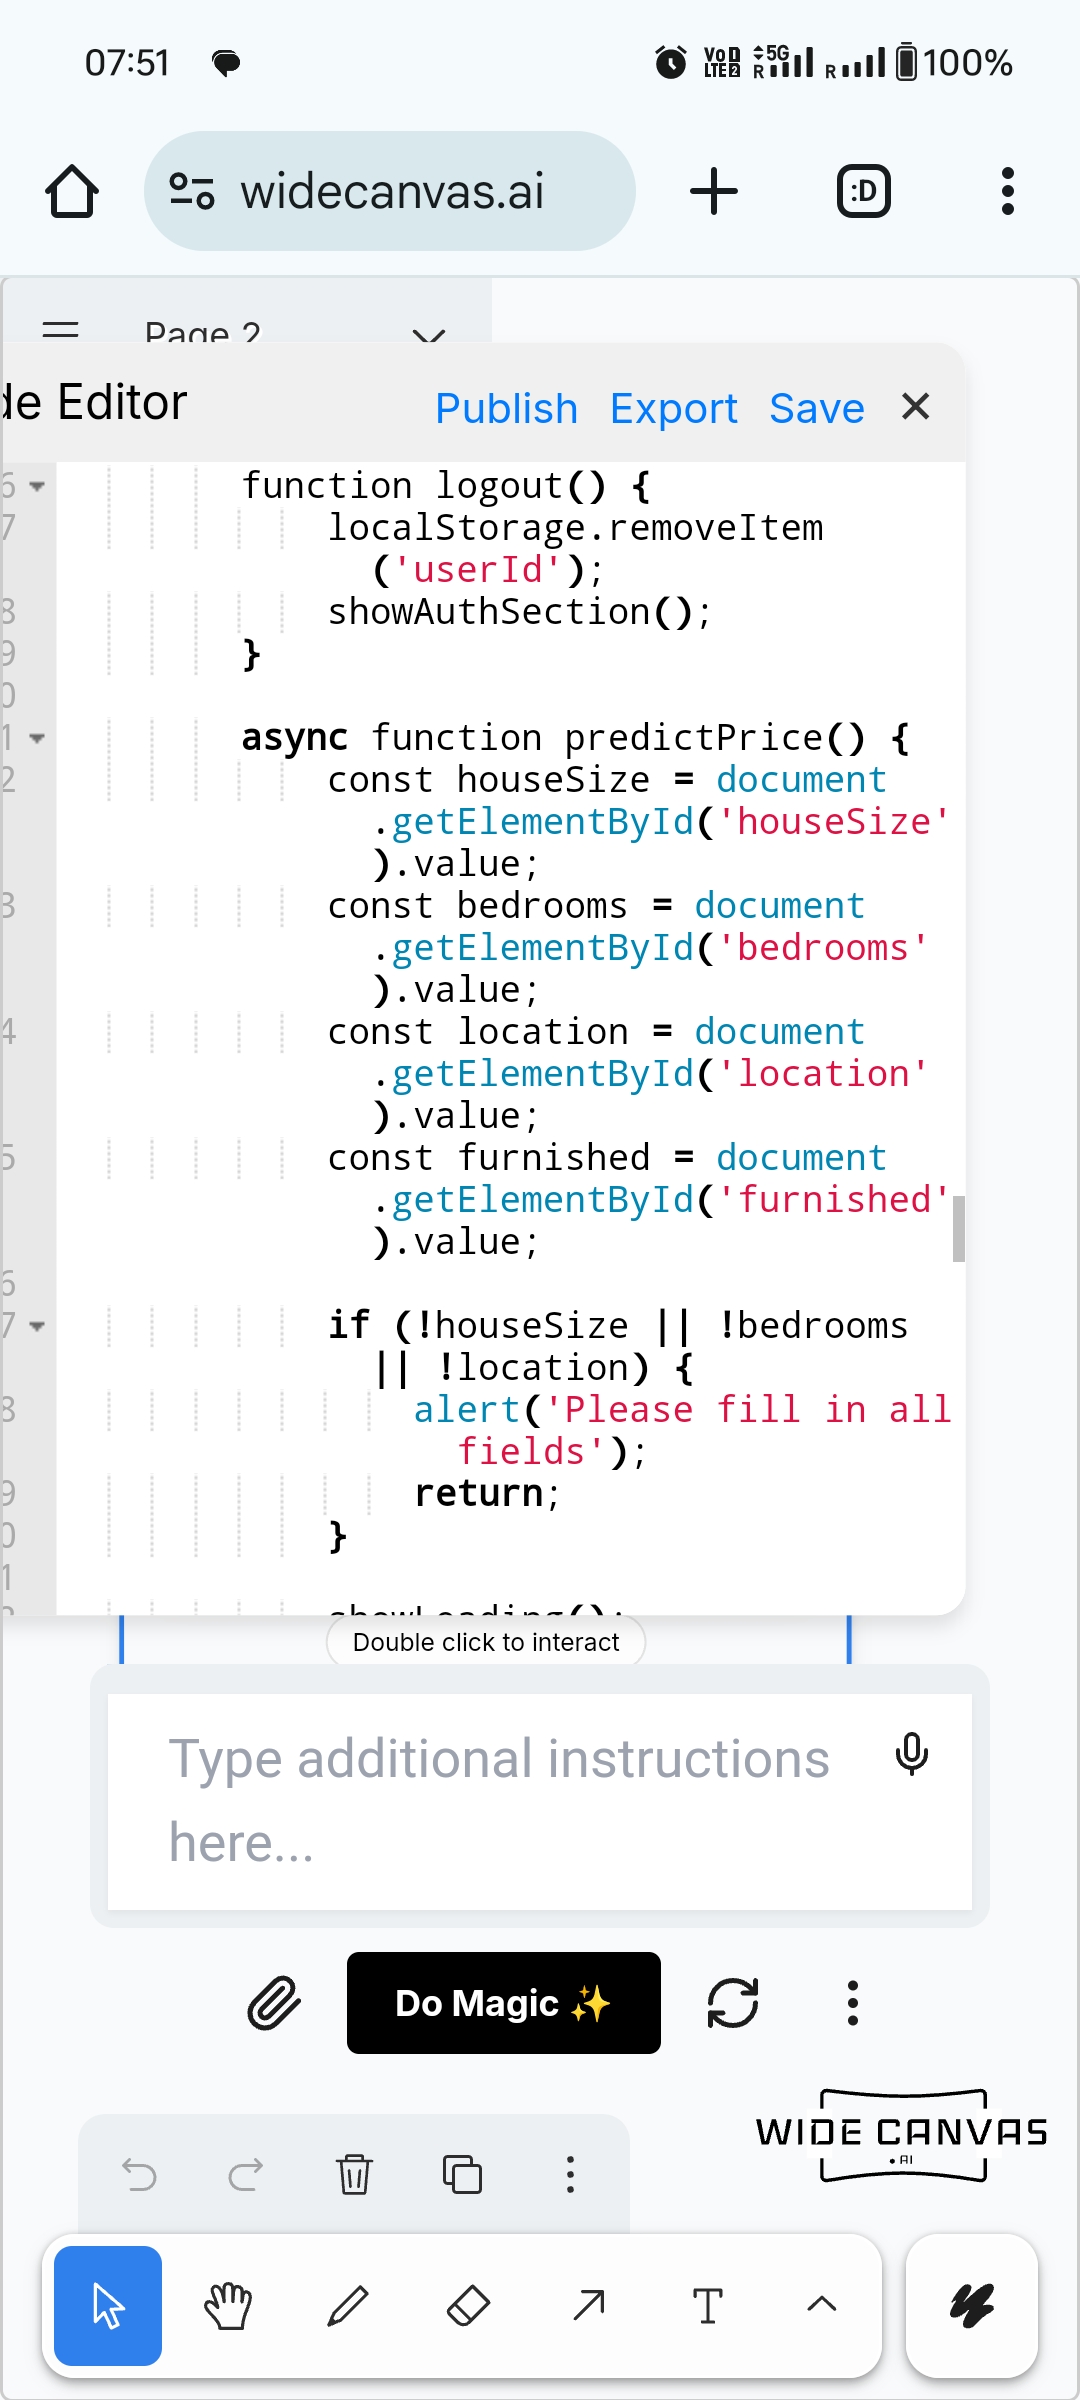 07:51
VoLTE 5G R R 100%
widecanvas.ai
:D
Page 2
de Editor Publish Export Save ✕
6 function logout() {
7 localStorage.removeItem
('userId');
8 showAuthSection();
9 }
0
1 async function predictPrice() {
2 const houseSize = document
.getElementById('houseSize'
).value;
3 const bedrooms = document
.getElementById('bedrooms'
).value;
4 const location = document
.getElementById('location'
).value;
5 const furnished = document
.getElementById('furnished'
).value;
6
7 if (!houseSize || !bedrooms
|| !location) {
8 alert('Please fill in all
fields');
9 return;
0 }
1
showLoading();
Double click to interact
Type additional instructions
here...
Do Magic ✨
WIDE CANVAS
.AI